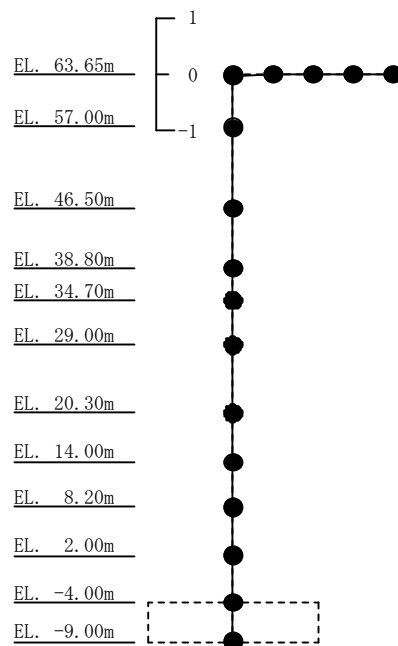 1
EL. 63.65m 0
EL. 57.00m -1
EL. 46.50m
EL. 38.80m
EL. 34.70m
EL. 29.00m
EL. 20.30m
EL. 14.00m
EL. 8.20m
EL. 2.00m
EL. -4.00m
EL. -9.00m